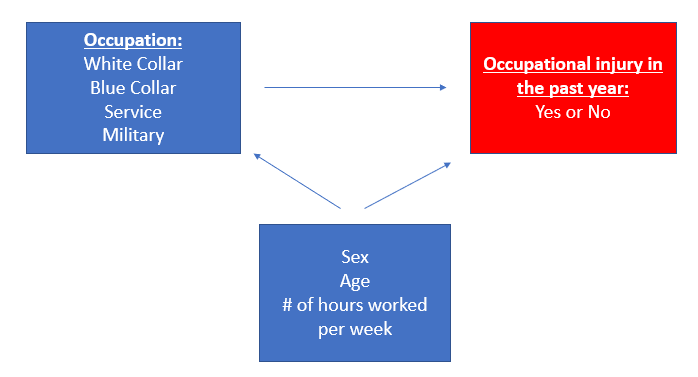 Occupation:
White Collar
Blue Collar
Service
Military
Occupational injury in
the past year:
Yes or No
Sex
Age
# of hours worked
per week